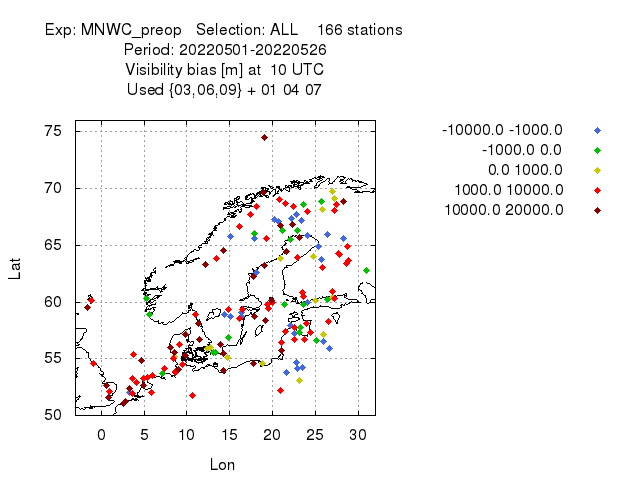 Exp: MNWC_preop Selection: ALL 166 stations
Period: 20220501-20220526
Visibility bias [m] at 10 UTC
Used {03,06,09} + 01 04 07
-10000.0 -1000.0
-1000.0 0.0
0.0 1000.0
1000.0 10000.0
10000.0 20000.0
75
70
65
60
55
50
Lat
0 5 10 15 20 25 30
Lon